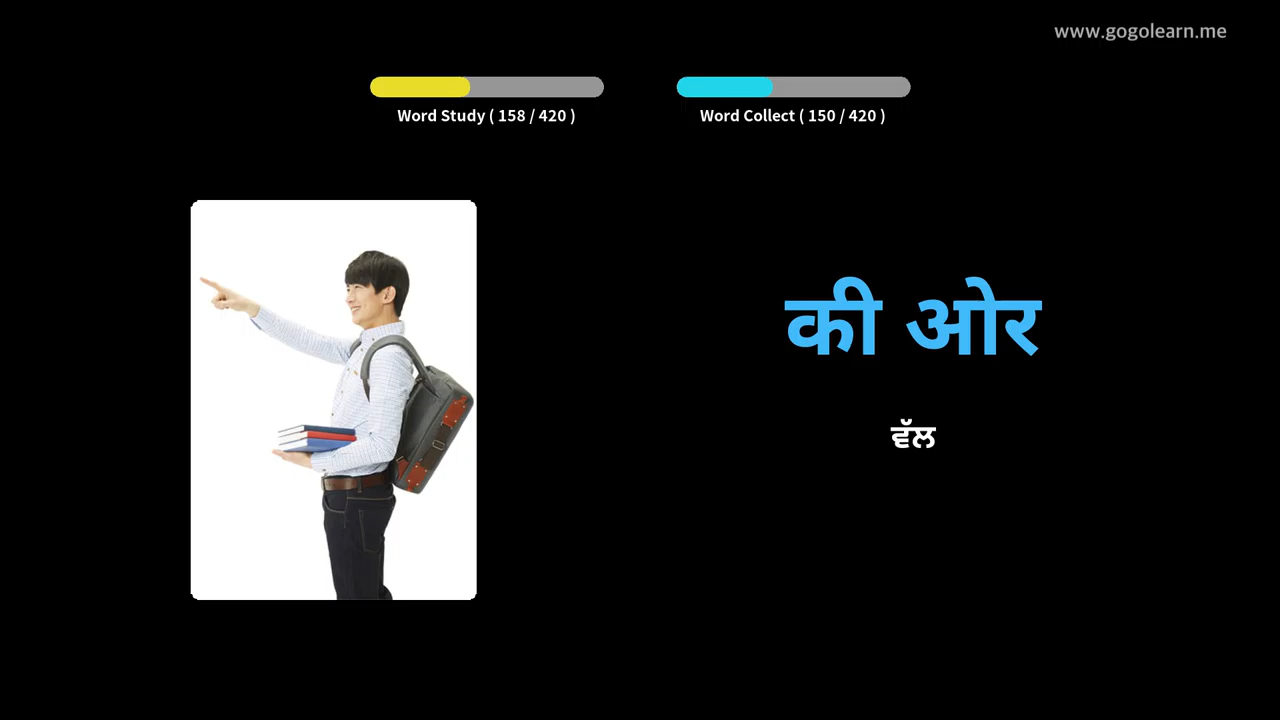 www.gogolearn.me
Word Study ( 158 / 420 )
Word Collect ( 150 / 420 )
की ओर
ਵੱਲ